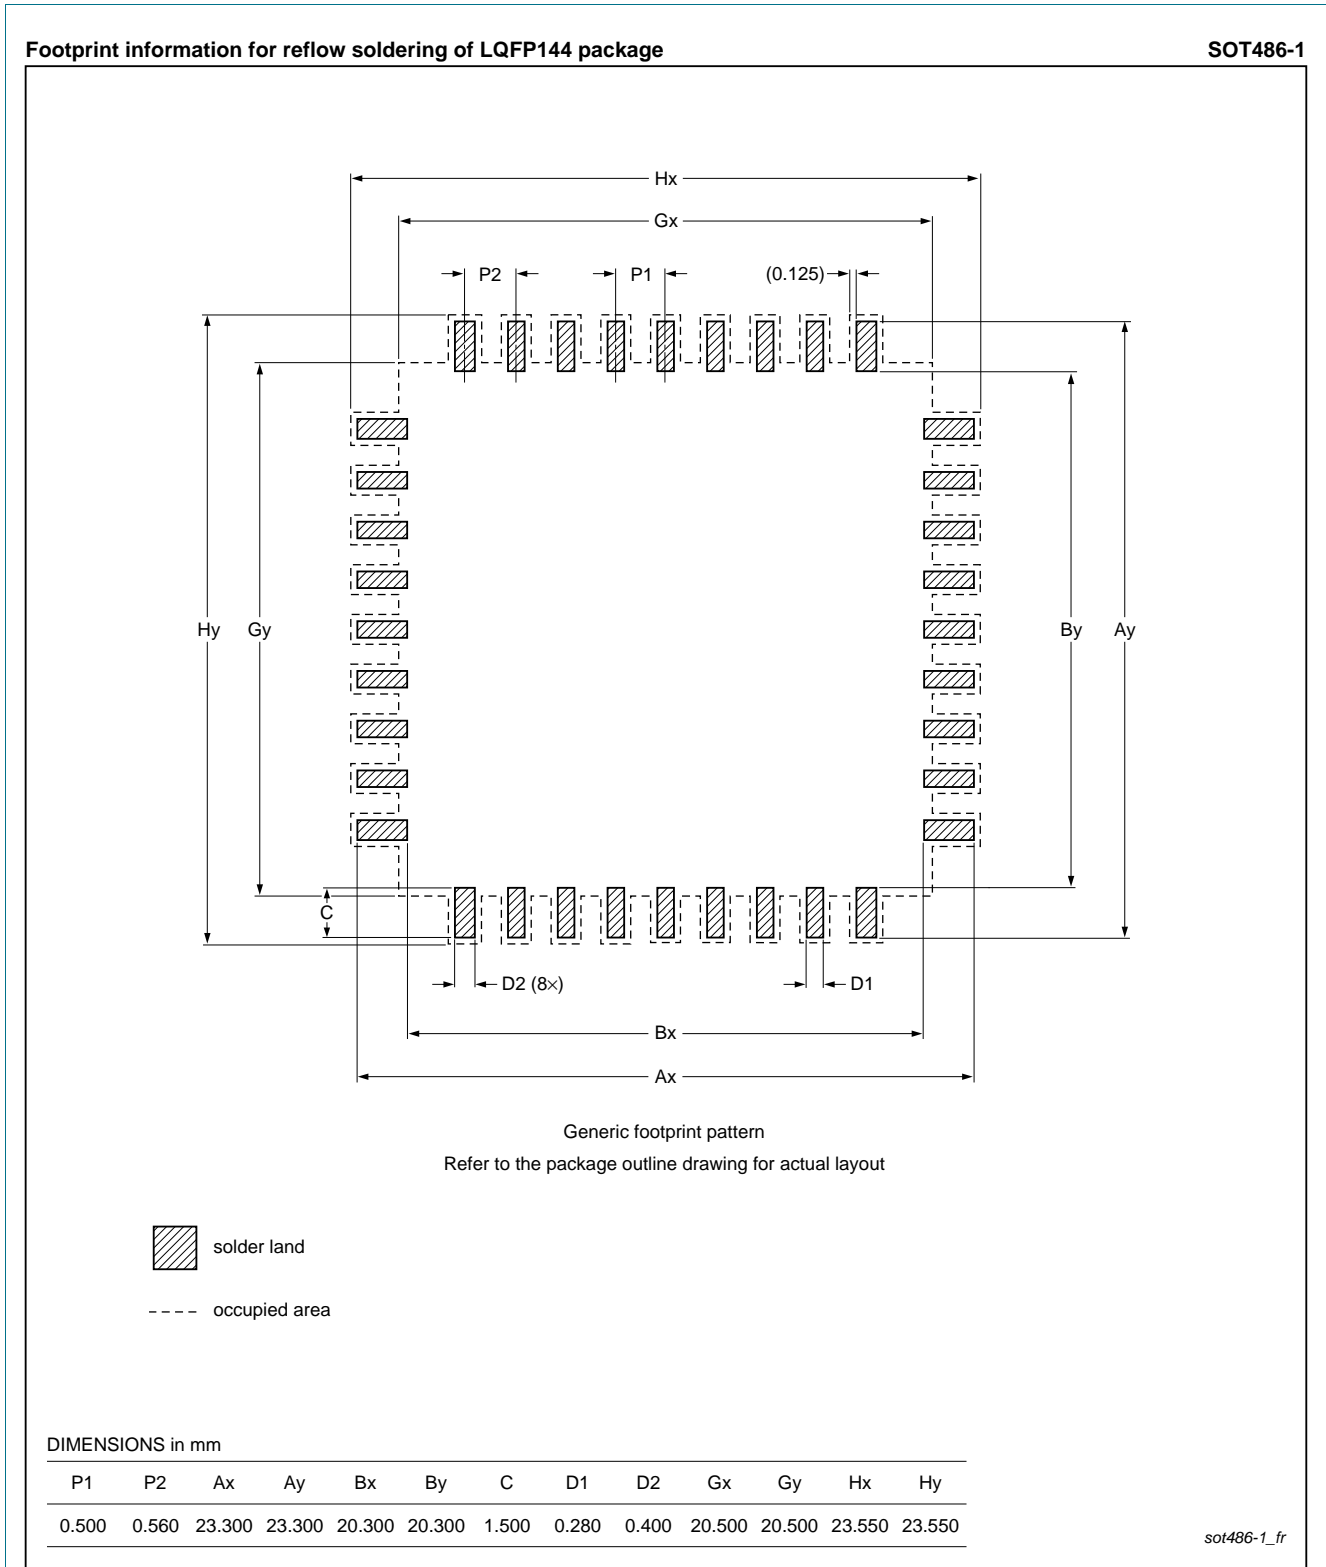 Footprint information for reflow soldering of LQFP144 package SOT486-1
Hx
Gx
P2 P1 (0.125)
Hy Gy By Ay
C
D2 (8×) D1
Bx
Ax
Generic footprint pattern
Refer to the package outline drawing for actual layout
solder land
occupied area
DIMENSIONS in mm
P1 P2 Ax Ay Bx By C D1 D2 Gx Gy Hx Hy
0.500 0.560 23.300 23.300 20.300 20.300 1.500 0.280 0.400 20.500 20.500 23.550 23.550
sot486-1_fr